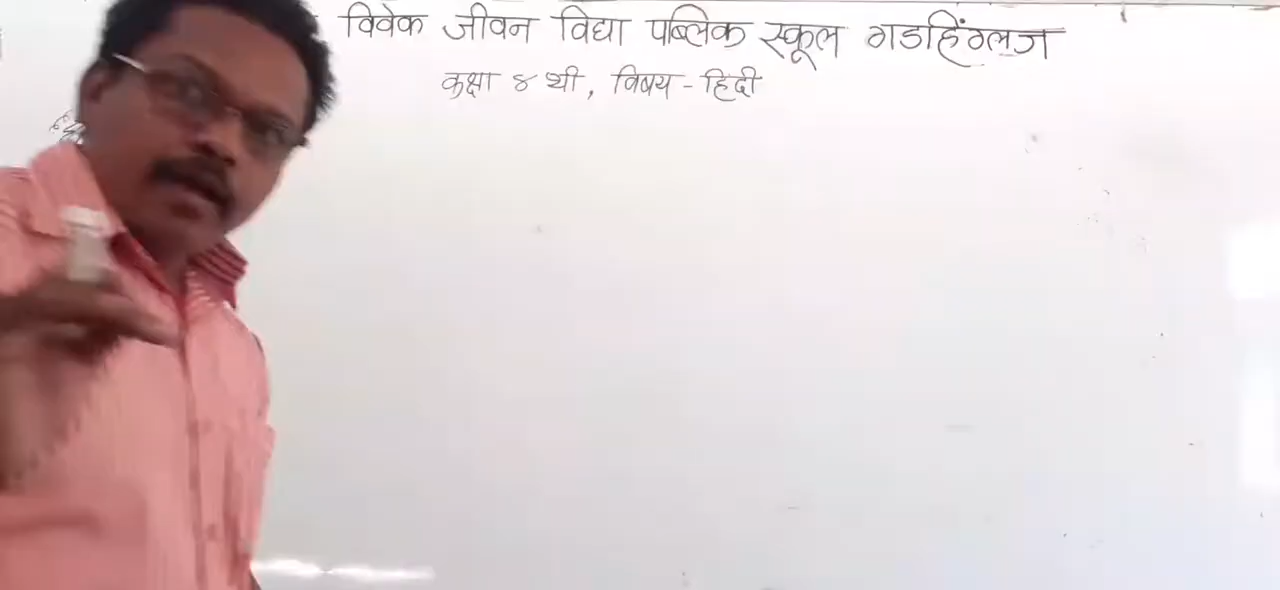 विवेक जीवन विद्या पब्लिक स्कूल गडहिंग्लज
कक्षा ४ थी, विषय - हिंदी